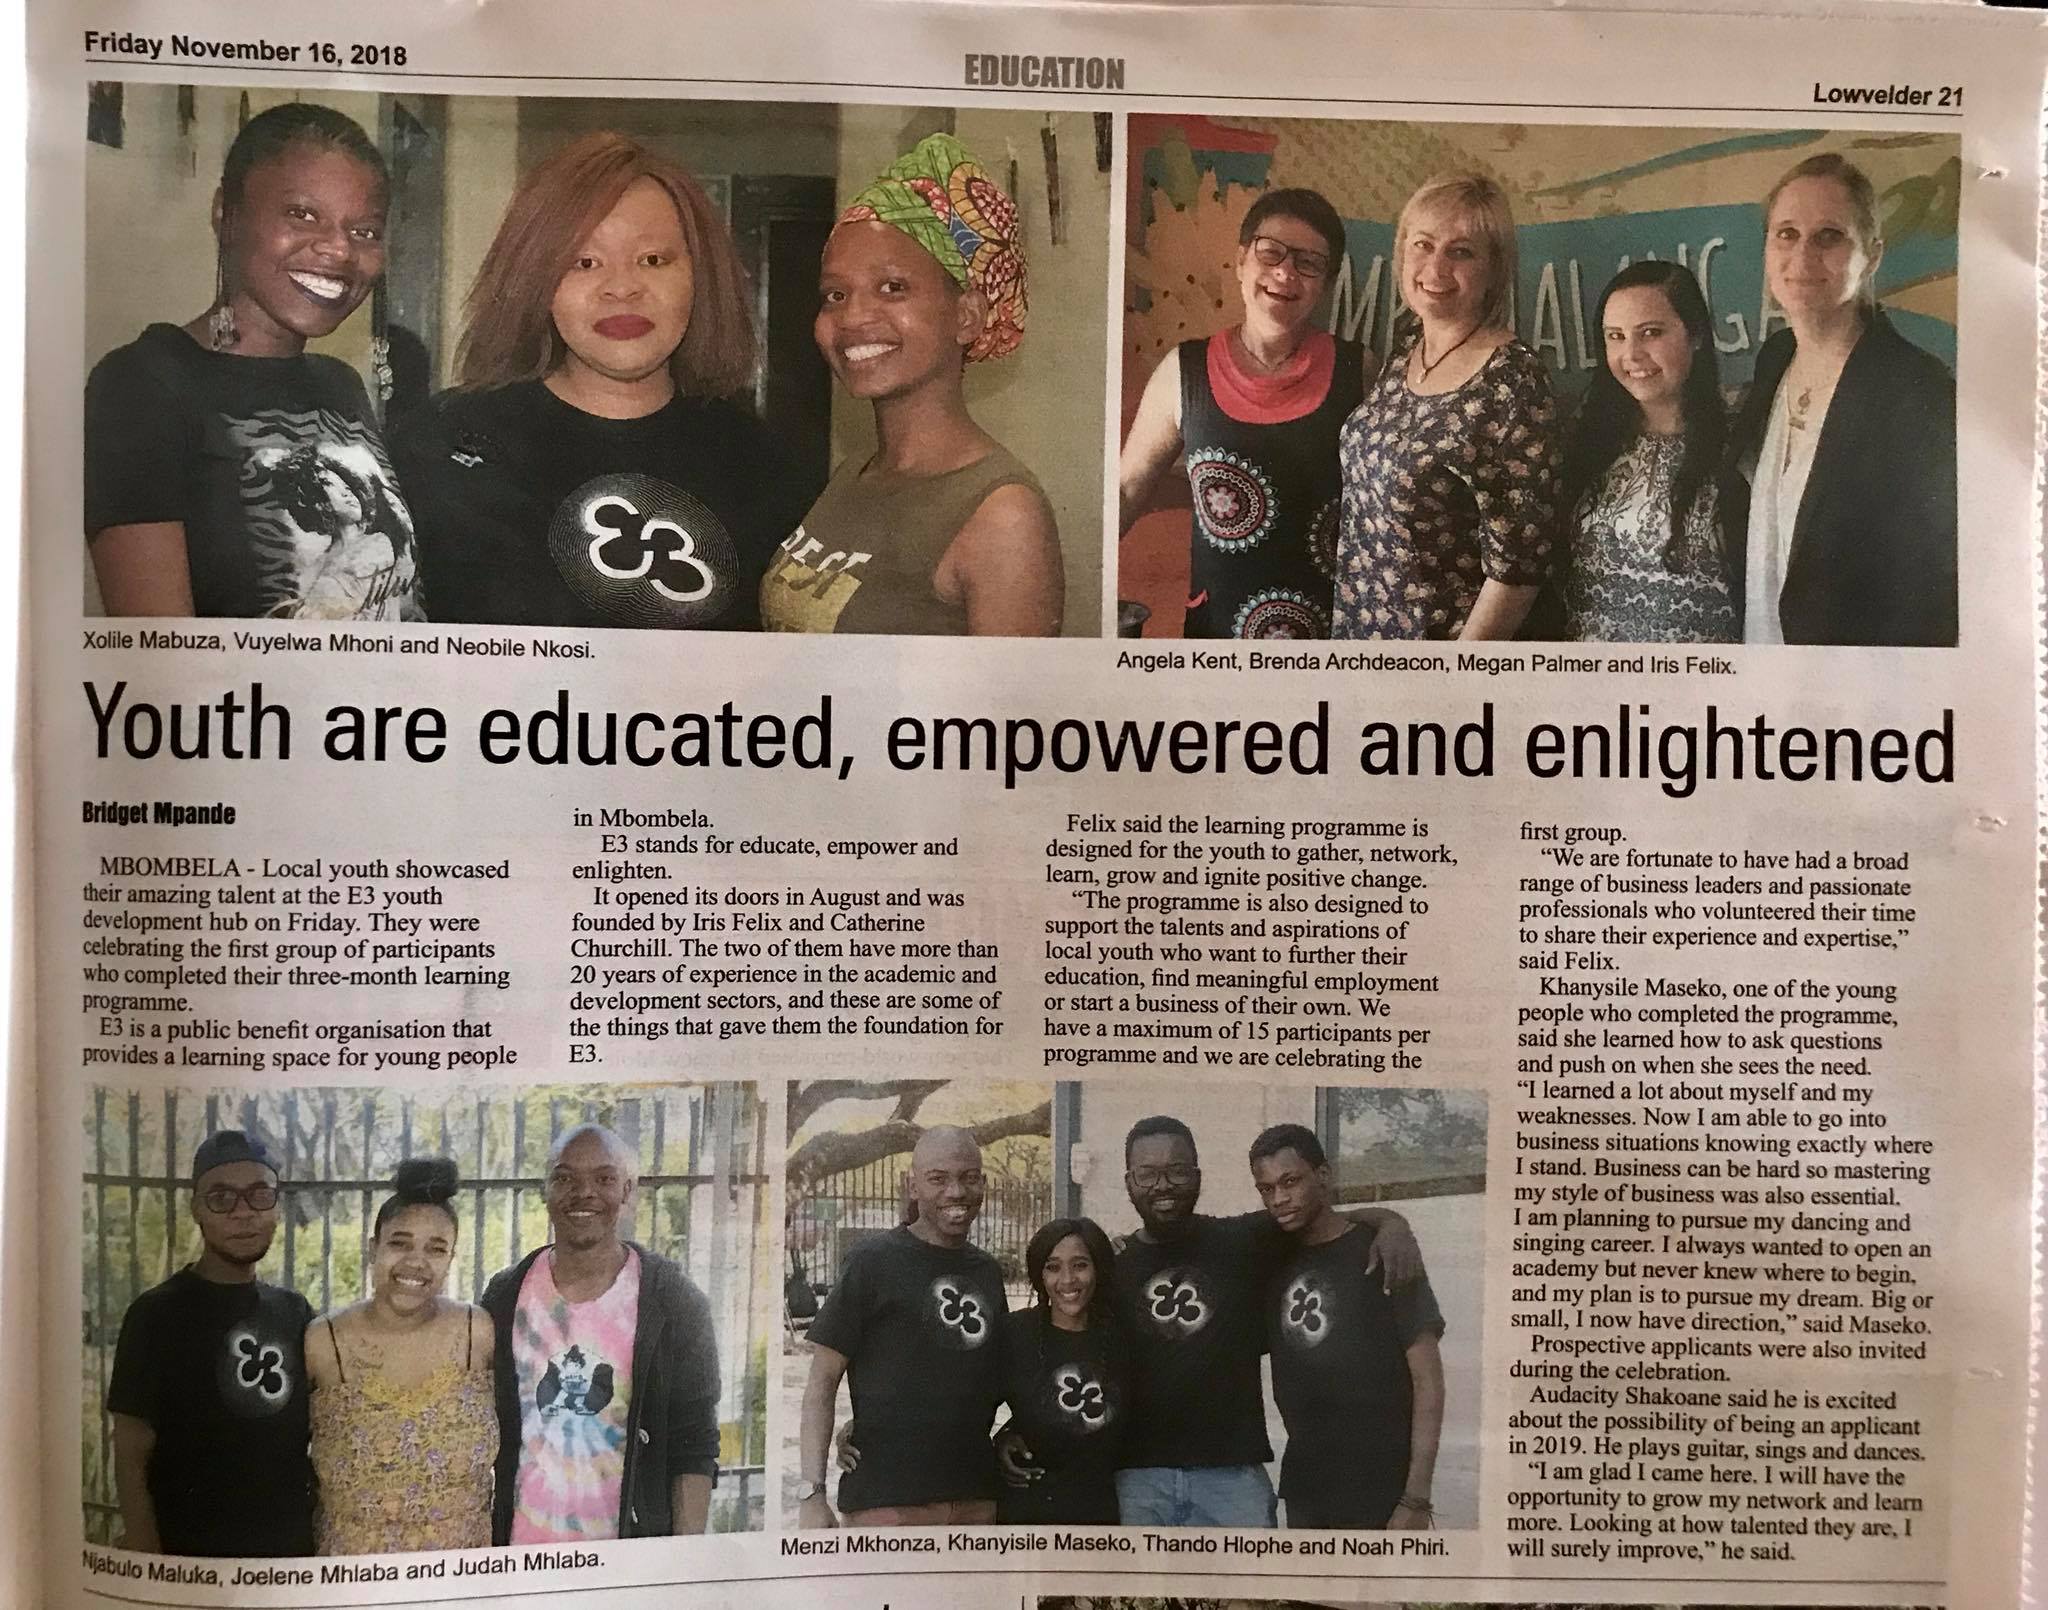 Friday November 16, 2018
EDUCATION
Lowvelder 21
BEST
E3
MPUMALANGA
Xolile Mabuza, Vuyelwa Mhoni and Neobile Nkosi.
Angela Kent, Brenda Archdeacon, Megan Palmer and Iris Felix.
Youth are educated, empowered and enlightened
Bridget Mpande
MBOMBELA - Local youth showcased
their amazing talent at the E3 youth
development hub on Friday. They were
celebrating the first group of participants
who completed their three-month learning
programme.
E3 is a public benefit organisation that
provides a learning space for young people
in Mbombela.
E3 stands for educate, empower and
enlighten.
It opened its doors in August and was
founded by Iris Felix and Catherine
Churchill. The two of them have more than
20 years of experience in the academic and
development sectors, and these are some of
the things that gave them the foundation for
E3.
Felix said the learning programme is
designed for the youth to gather, network,
learn, grow and ignite positive change.
“The programme is also designed to
support the talents and aspirations of
local youth who want to further their
education, find meaningful employment
or start a business of their own. We
have a maximum of 15 participants per
programme and we are celebrating the
first group.
“We are fortunate to have had a broad
range of business leaders and passionate
professionals who volunteered their time
to share their experience and expertise,”
said Felix.
Khanysile Maseko, one of the young
people who completed the programme,
said she learned how to ask questions
and push on when she sees the need.
“I learned a lot about myself and my
weaknesses. Now I am able to go into
business situations knowing exactly where
I stand. Business can be hard so mastering
my style of business was also essential.
I am planning to pursue my dancing and
singing career. I always wanted to open an
academy but never knew where to begin,
and my plan is to pursue my dream. Big or
small, I now have direction,” said Maseko.
Prospective applicants were also invited
during the celebration.
Audacity Shakoane said he is excited
about the possibility of being an applicant
in 2019. He plays guitar, sings and dances.
“I am glad I came here. I will have the
opportunity to grow my network and learn
more. Looking at how talented they are, I
will surely improve,” he said.
E3
E3
E3
E3
E3
Njabulo Maluka, Joelene Mhlaba and Judah Mhlaba.
Menzi Mkhonza, Khanyisile Maseko, Thando Hlophe and Noah Phiri.